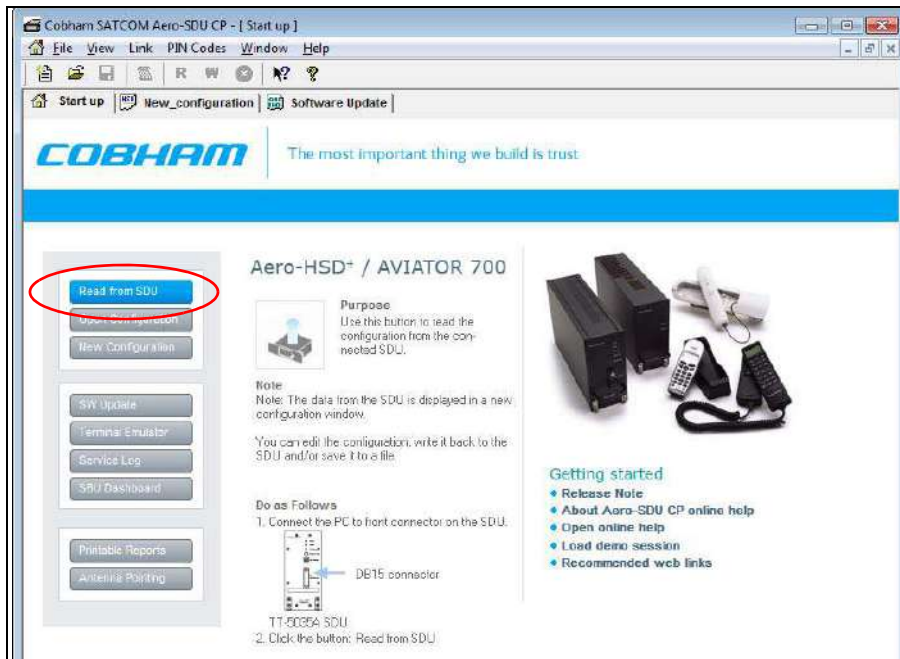 Cobham SATCOM Aero-SDU CP - [ Start up ]
File View Link PIN Codes Window Help
R W
Start up New_configuration Software Update
COBHAM The most important thing we build is trust
Read from SDU
Open Configuration
New Configuration
SW Update
Terminal Emulator
Service Log
SBU Dashboard
Printable Reports
Antenna Pointing
Aero-HSD+ / AVIATOR 700
Purpose
Use this button to read the
configuration from the con-
nected SDU.
Note
Note: The data from the SDU is displayed in a new
configuration window.
You can edit the configuration, write it back to the
SDU and/or save it to a file.
Do as Follows
1. Connect the PC to front connector on the SDU.
DB15 connector
TT-5035A SDU
2. Click the button: Read from SDU
Getting started
Release Note
About Aero-SDU CP online help
Open online help
Load demo session
Recommended web links